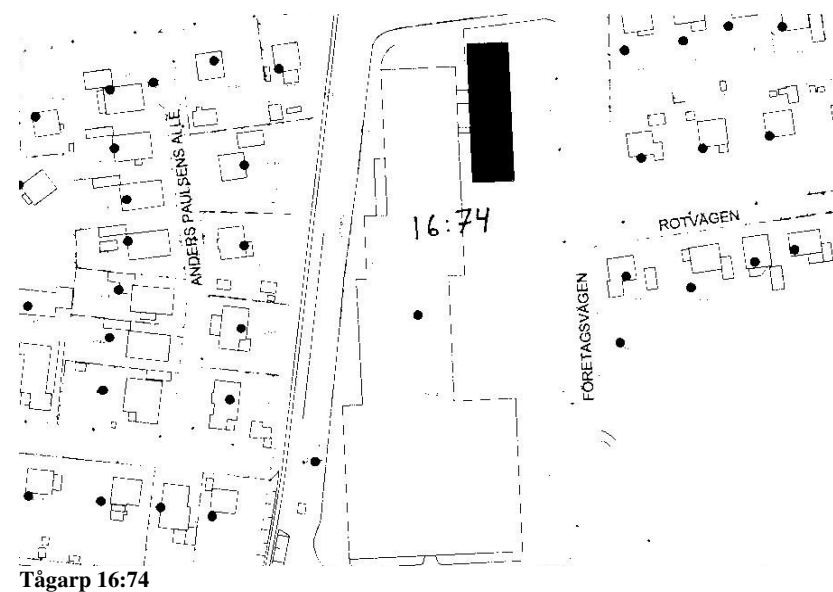 ANDERS PAULSENS ALLÉ
16:74
ROTVÄGEN
FÖRETAGSVÄGEN
Tågarp 16:74